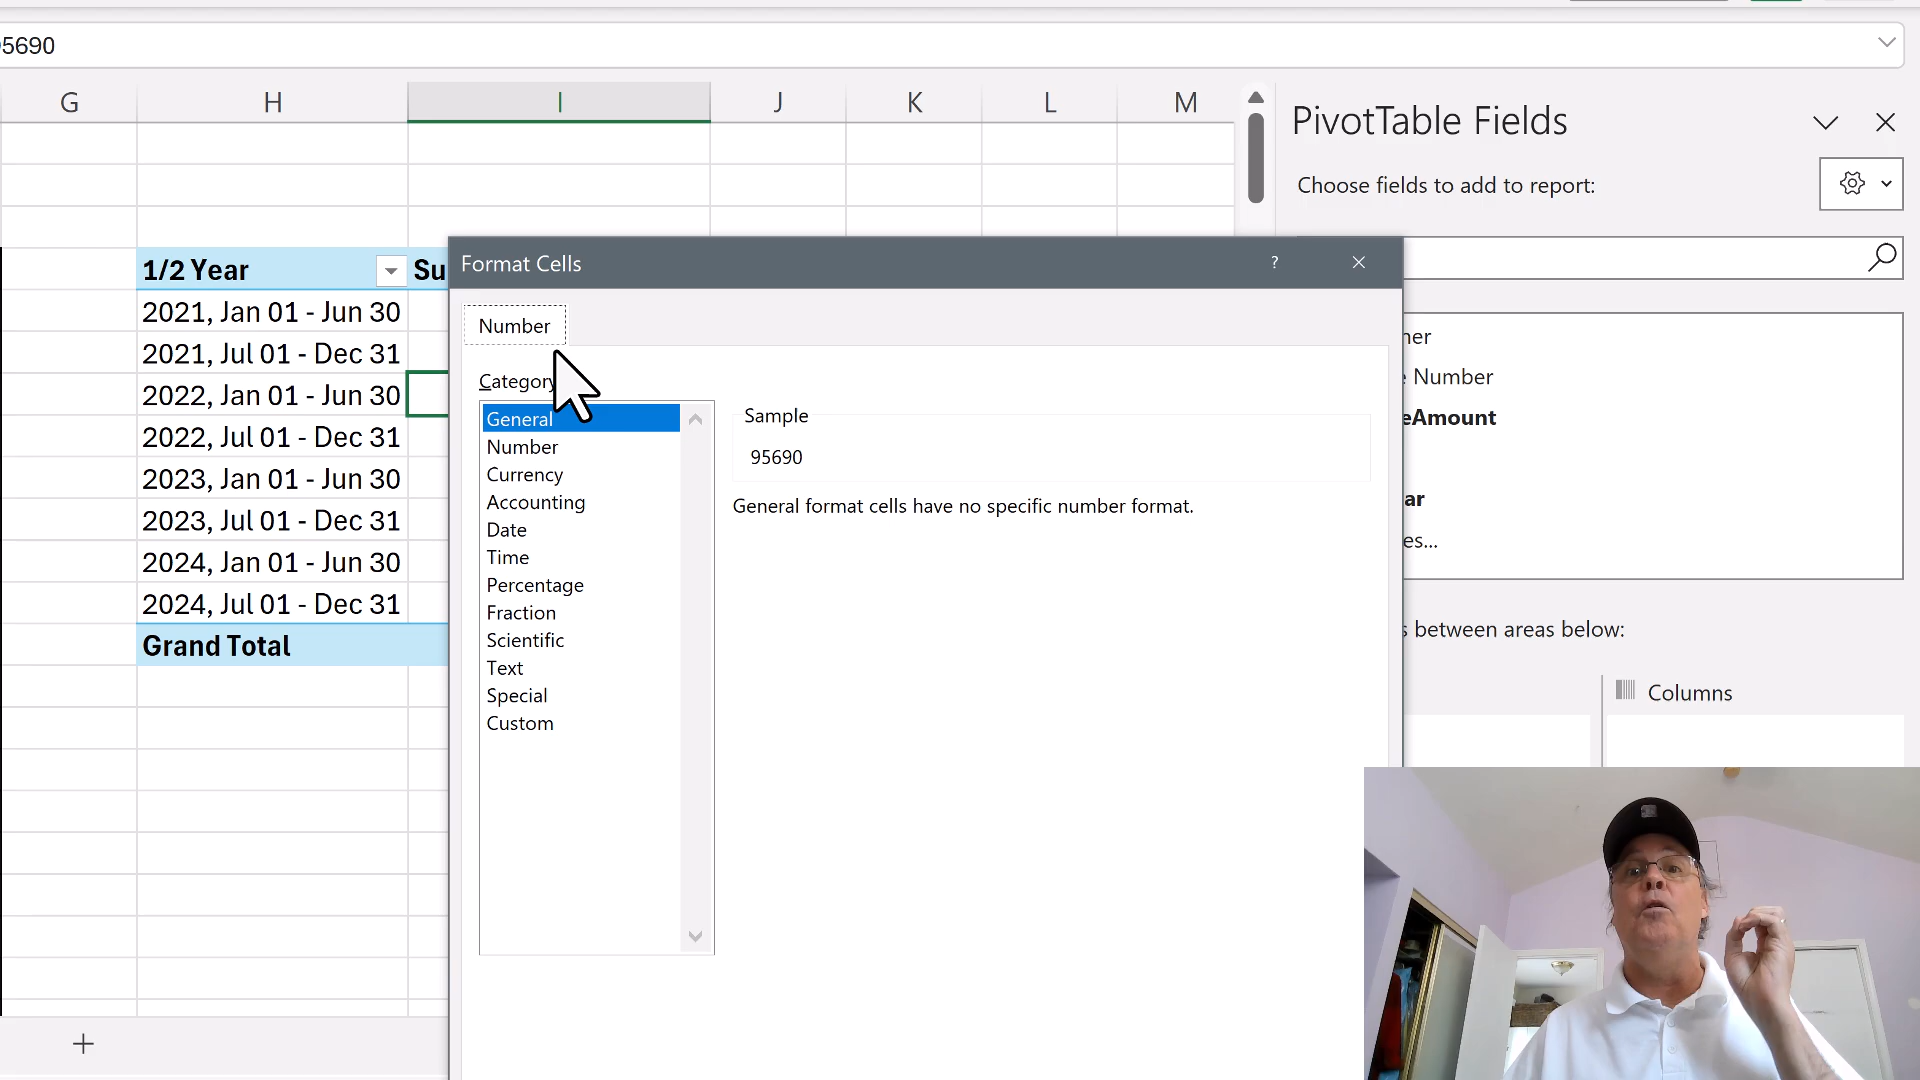 5690
G H I J K L M
PivotTable Fields
Choose fields to add to report:
1/2 Year Su
2021, Jan 01 - Jun 30
2021, Jul 01 - Dec 31
2022, Jan 01 - Jun 30
2022, Jul 01 - Dec 31
2023, Jan 01 - Jun 30
2023, Jul 01 - Dec 31
2024, Jan 01 - Jun 30
2024, Jul 01 - Dec 31
Grand Total
Format Cells ?
Number
Category
General
Number
Currency
Accounting
Date
Time
Percentage
Fraction
Scientific
Text
Special
Custom
Sample
95690
General format cells have no specific number format.
ner
Number
eAmount
ar
es...
s between areas below:
Columns